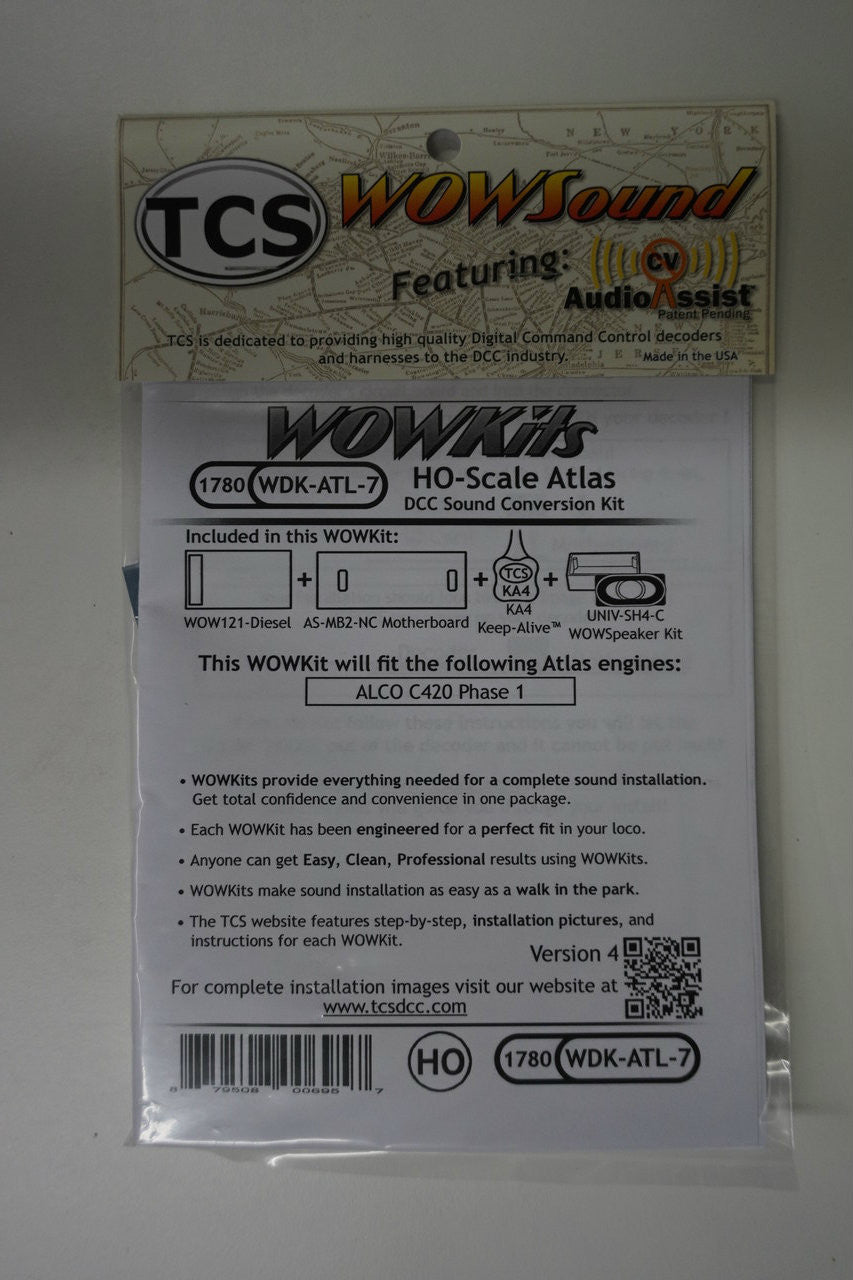 TCS
WOWSound
Featuring:
CV
AudioAssist
Patent Pending
TCS is dedicated to providing high quality Digital Command Control decoders
and harnesses to the DCC industry.
Made in the USA
WOWKits
1780 WDK-ATL-7
HO-Scale Atlas
DCC Sound Conversion Kit
Included in this WOWKit:
+ + +
TCS
KA4
WOW121-Diesel
AS-MB2-NC Motherboard
KA4
Keep-Alive™
UNIV-SH4-C
WOWSpeaker Kit
This WOWKit will fit the following Atlas engines:
ALCO C420 Phase 1
• WOWKits provide everything needed for a complete sound installation.
Get total confidence and convenience in one package.
• Each WOWKit has been engineered for a perfect fit in your loco.
• Anyone can get Easy, Clean, Professional results using WOWKits.
• WOWKits make sound installation as easy as a walk in the park.
• The TCS website features step-by-step, installation pictures, and
instructions for each WOWKit.
Version 4
For complete installation images visit our website at
www.tcsdcc.com
8 79508 00695 7
HO
1780 WDK-ATL-7